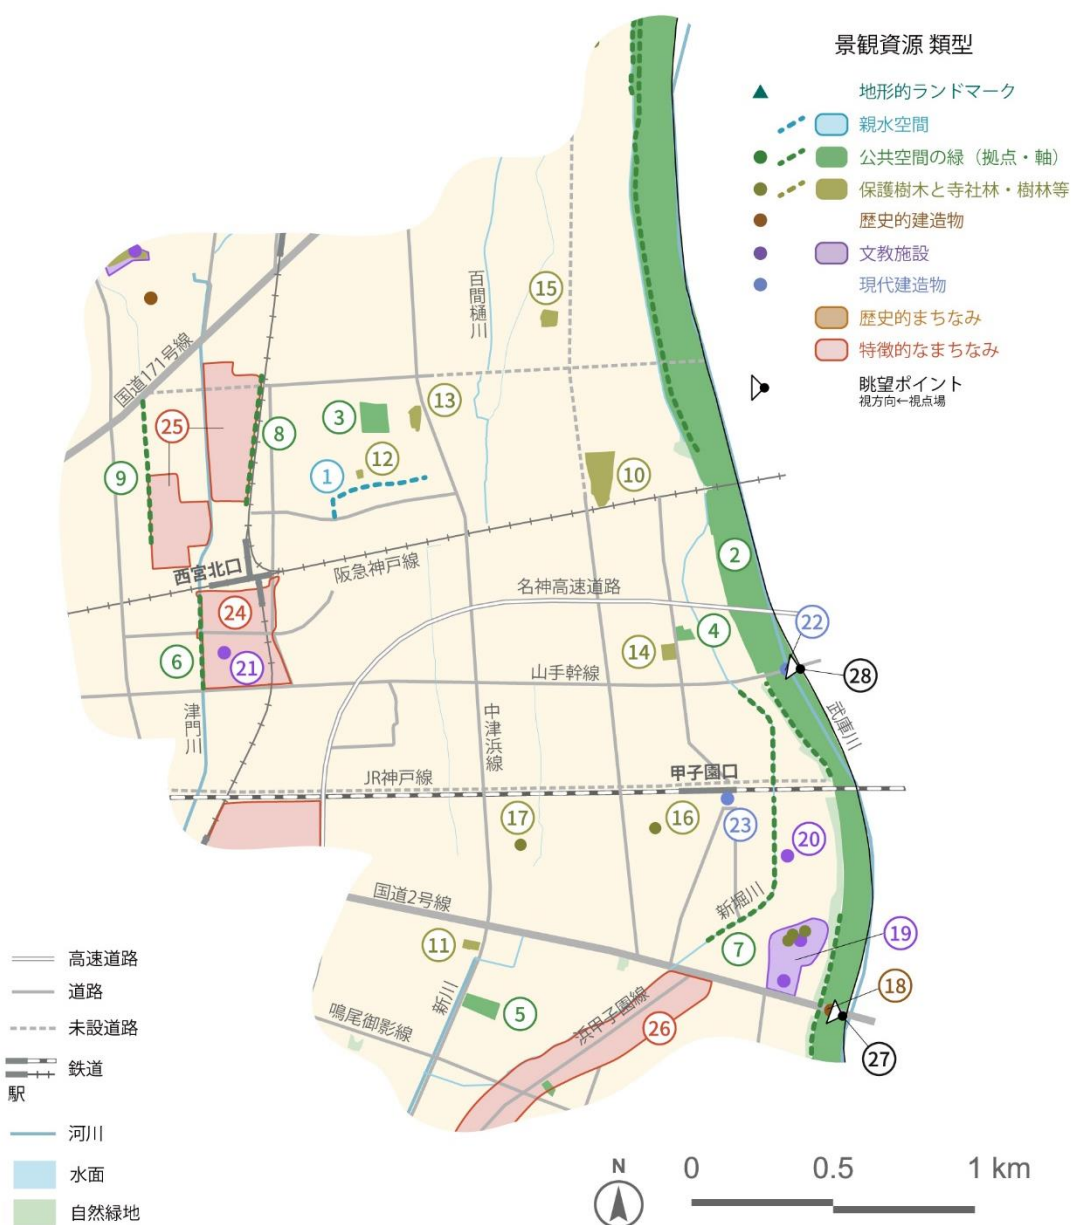 景観資源 類型
地形的ランドマーク
親水空間
公共空間の緑（拠点・軸）
保護樹木と寺社林・樹林等
歴史的建造物
文教施設
現代建造物
歴史的まちなみ
特徴的なまちなみ
眺望ポイント
視方向←視点場
百間樋川
15
国道171号線
25
3
13
8
12
1
9
10
2
西宮北口
阪急神戸線
名神高速道路
24
22
4
14
6
21
山手幹線
28
津門川
中津浜線
武庫川
JR神戸線
甲子園口
17
16
23
20
国道2号線
新堀川
11
7
19
新川
5
18
鳴尾御影線
浜甲子園線
26
27
高速道路
道路
未設道路
鉄道
駅
河川
水面
自然緑地
N
0 0.5 1 km